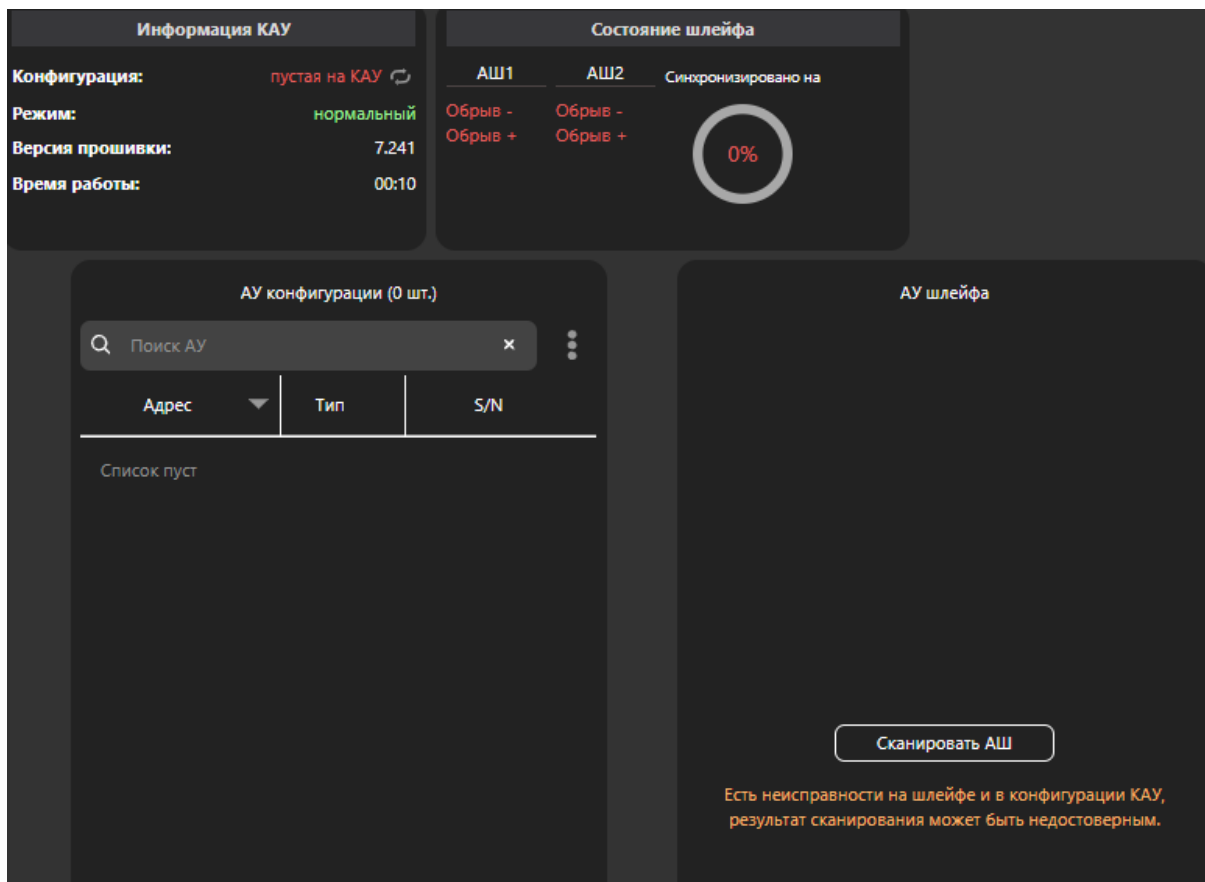 Информация КАУ
Конфигурация: пустая на КАУ
Режим: нормальный
Версия прошивки: 7.241
Время работы: 00:10
Состояние шлейфа
АШ1 АШ2 Синхронизировано на
Обрыв - Обрыв -
Обрыв + Обрыв +
0%
АУ конфигурации (0 шт.)
Поиск АУ
Адрес Тип S/N
Список пуст
АУ шлейфа
Сканировать АШ
Есть неисправности на шлейфе и в конфигурации КАУ,
результат сканирования может быть недостоверным.